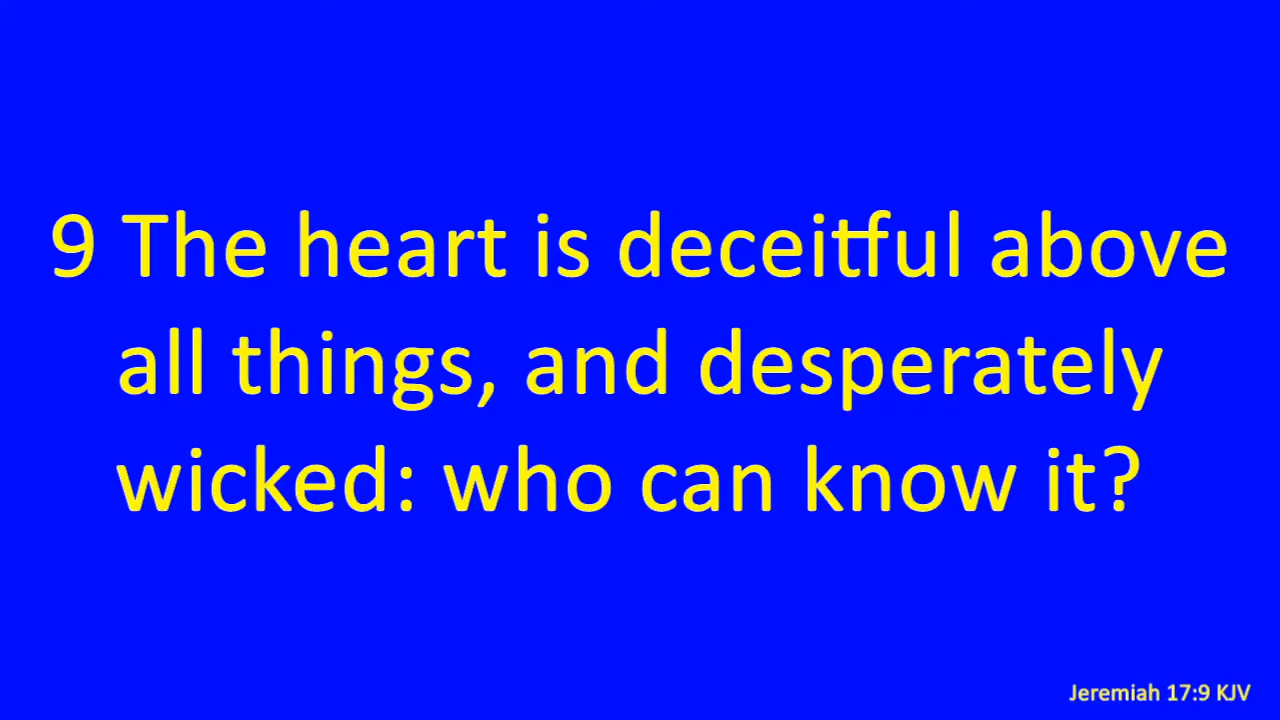 9 The heart is deceitful above
all things, and desperately
wicked: who can know it?
Jeremiah 17:9 KJV